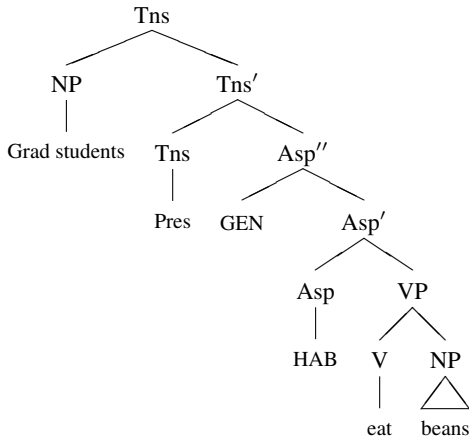 Tns
NP Tns′
Grad students Tns Asp′′
Pres GEN Asp′
Asp VP
HAB V NP
eat beans